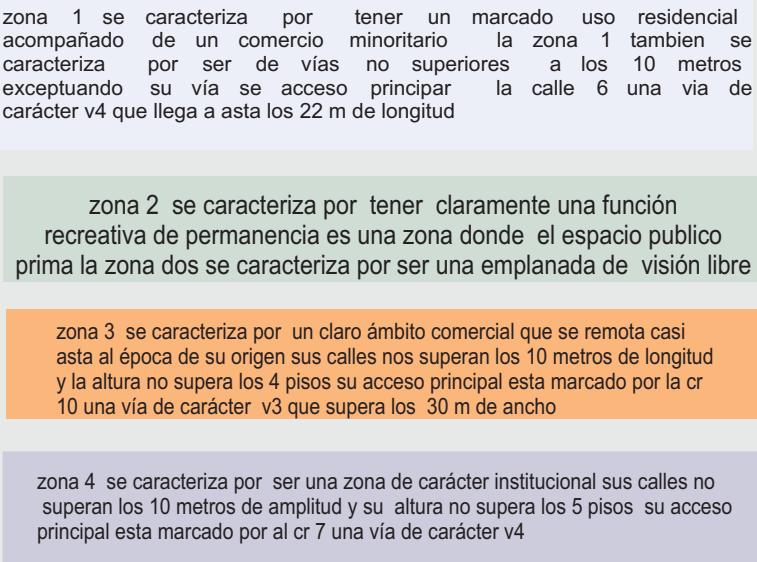 zona 1 se caracteriza por tener un marcado uso residencial
acompañado de un comercio minoritario la zona 1 tambien se
caracteriza por ser de vías no superiores a los 10 metros
exceptuando su vía se acceso principar la calle 6 una via de
carácter v4 que llega a asta los 22 m de longitud
zona 2 se caracteriza por tener claramente una función
recreativa de permanencia es una zona donde el espacio publico
prima la zona dos se caracteriza por ser una emplanada de visión libre
zona 3 se caracteriza por un claro ámbito comercial que se remota casi
asta al época de su origen sus calles nos superan los 10 metros de longitud
y la altura no supera los 4 pisos su acceso principal esta marcado por la cr
10 una vía de carácter v3 que supera los 30 m de ancho
zona 4 se caracteriza por ser una zona de carácter institucional sus calles no
superan los 10 metros de amplitud y su altura no supera los 5 pisos su acceso
principal esta marcado por al cr 7 una vía de carácter v4